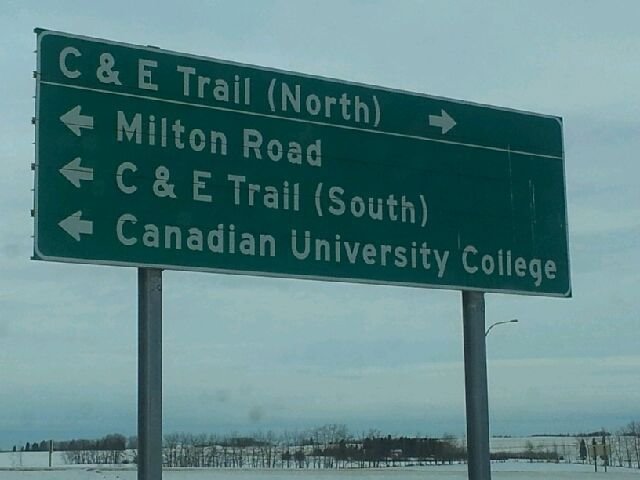 C & E Trail (North)
Milton Road
C & E Trail (South)
Canadian University College